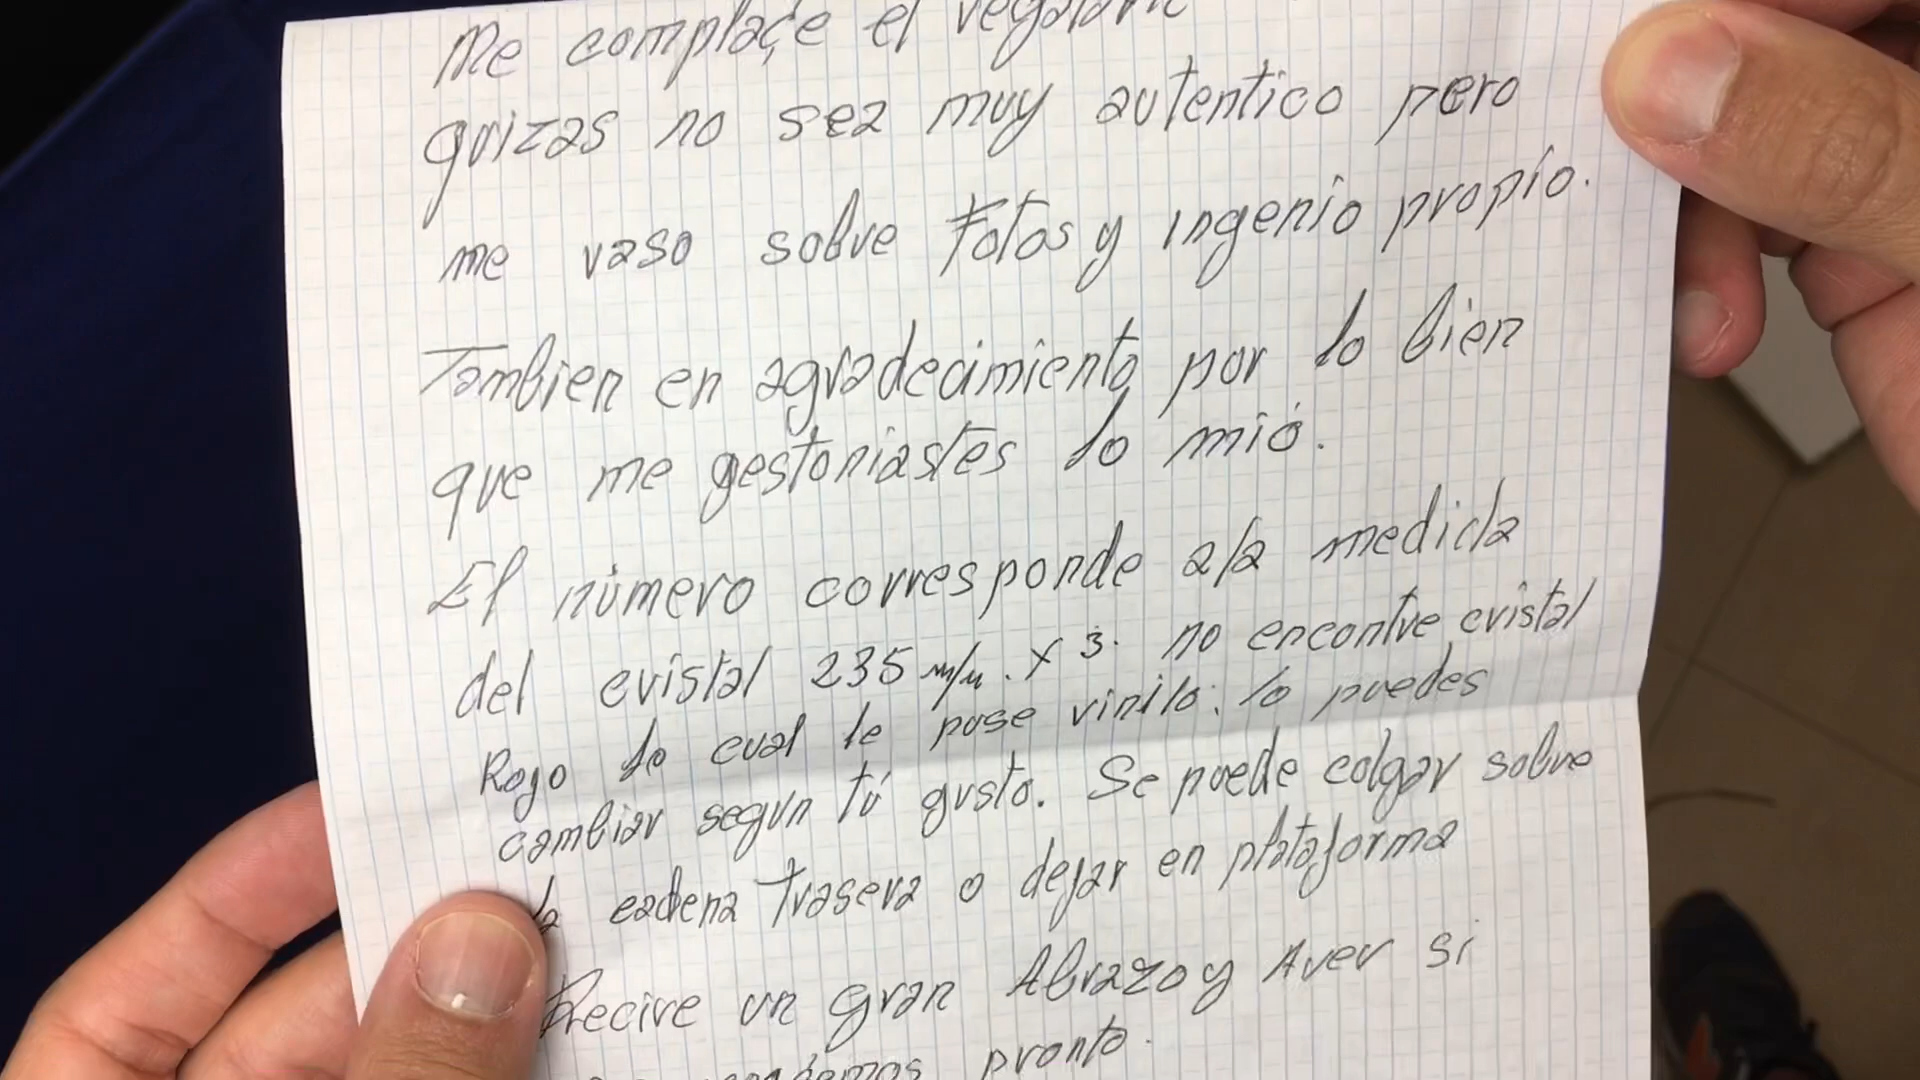 Me complaçe el regalarte
quizas no sea muy autentico pero
me vaso sobre Fotos y ingenio propio.
Tambien en agradecimiento por lo bien
que me gestoriastes lo mió.
El número corresponde a la medida
del cristal 235 m/m. x 3. no encontre cristal
Rojo lo cual le puse vinilo; lo puedes
cambiar segun tú gusto. Se puede colgar sobre
la cadena trasera o dejar en plataforma
Recive un gran Abrazo y Aver si
pronto.